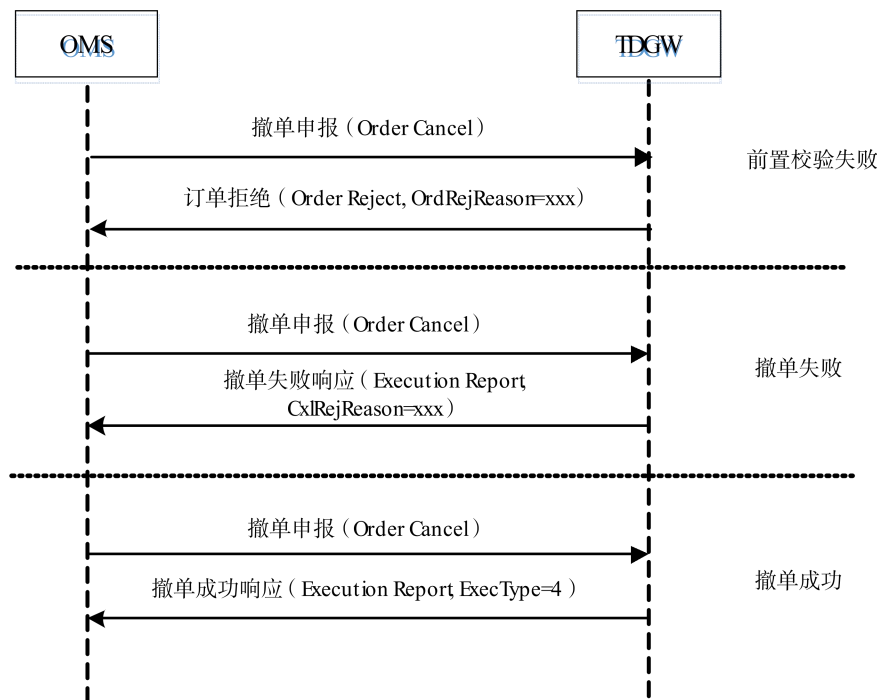 OMS
TDGW
撤单申报（Order Cancel）
前置校验失败
订单拒绝（Order Reject, OrdRejReason=xxx）
撤单申报（Order Cancel）
撤单失败
撤单失败响应（Execution Report,
CxlRejReason=xxx）
撤单申报（Order Cancel）
撤单成功
撤单成功响应（Execution Report, ExecType=4）